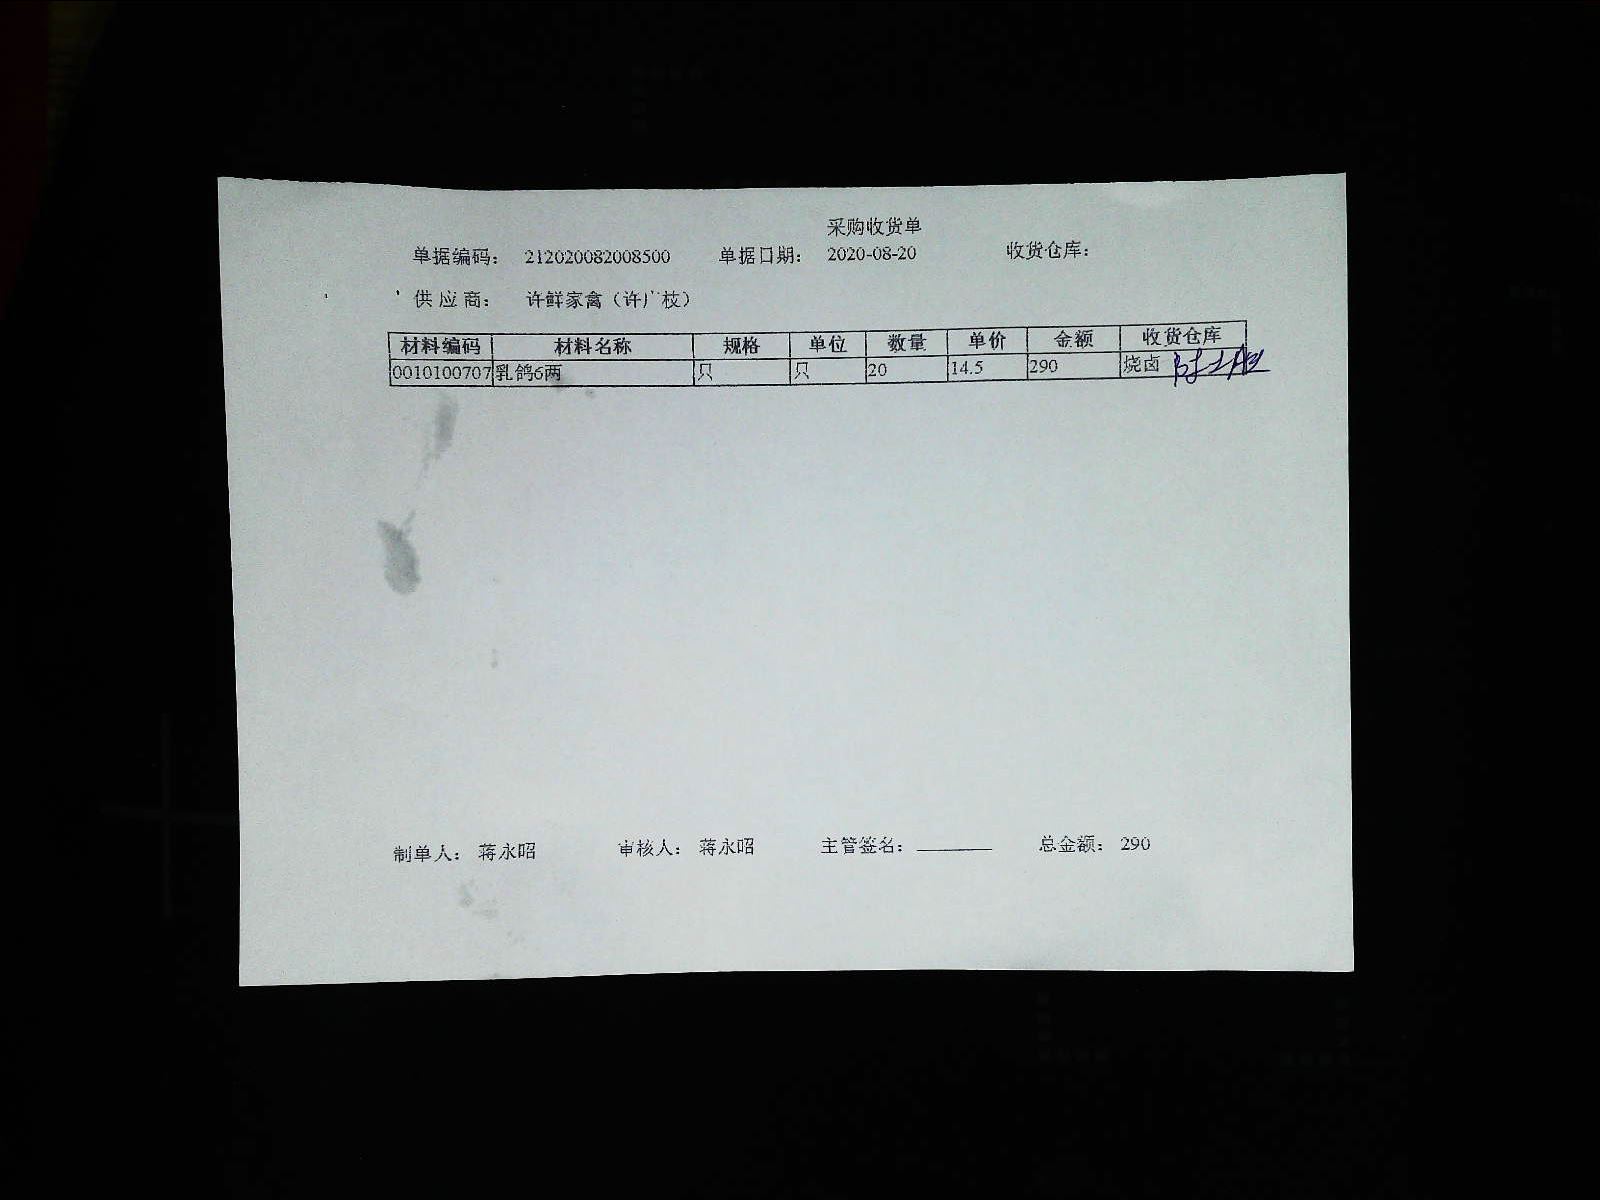 采购收货单
单据编码： 212020082008500 单据日期： 2020-08-20 收货仓库：
供应商： 许鲜家禽（许广枝）
材料编码 材料名称 规格 单位 数量 单价 金额 收货仓库
0010100707 乳鸽6两 只 只 20 14.5 290 烧卤
制单人： 蒋永昭 审核人： 蒋永昭 主管签名： 总金额： 290